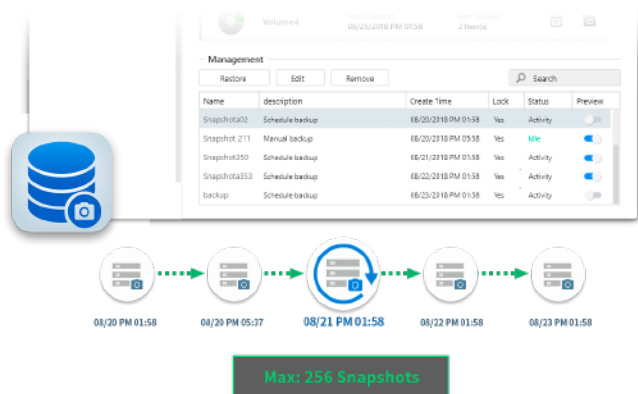 Volume4
08/23/2018 PM 01:58 2 Item(s)
Management
Restore Edit Remove Search
Name description Create Time Lock Status Preview
Snapshota02 Schedule backup 08/20/2018 PM 01:58 Yes Activity
Snapshot 211 Manual backup 08/20/2018 PM 05:58 Yes Idle
Snapshot350 Schedule backup 08/21/2018 PM 01:58 Yes Activity
Snapshota353 Schedule backup 08/22/2018 PM 01:58 Yes Activity
backup Schedule backup 08/23/2018 PM 01:58 Yes Activity
08/20 PM 01:58 08/20 PM 05:37 08/21 PM 01:58 08/22 PM 01:58 08/23 PM 01:58
Max: 256 Snapshots